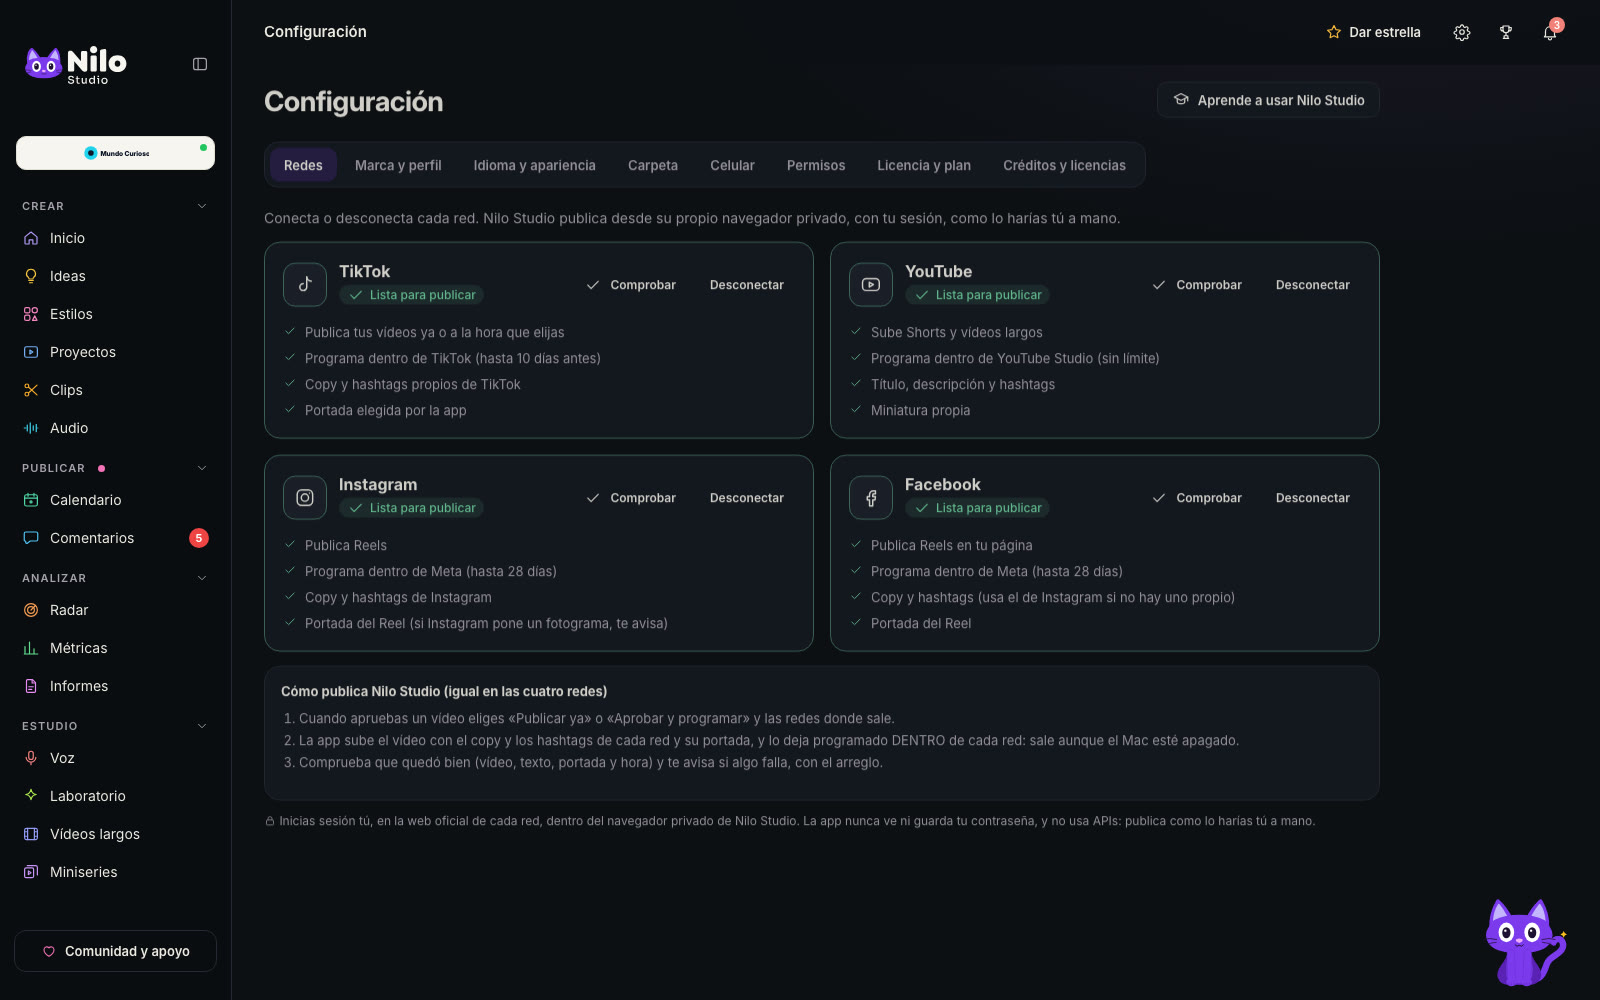 Nilo
Studio
Mundo Curioso
CREAR
Inicio
Ideas
Estilos
Proyectos
Clips
Audio
PUBLICAR
Calendario
Comentarios 5
ANALIZAR
Radar
Métricas
Informes
ESTUDIO
Voz
Laboratorio
Vídeos largos
Miniseries
Comunidad y apoyo
Configuración
Dar estrella
3
Configuración
Aprende a usar Nilo Studio
Redes Marca y perfil Idioma y apariencia Carpeta Celular Permisos Licencia y plan Créditos y licencias
Conecta o desconecta cada red. Nilo Studio publica desde su propio navegador privado, con tu sesión, como lo harías tú a mano.
TikTok
Lista para publicar
Comprobar Desconectar
Publica tus vídeos ya o a la hora que elijas
Programa dentro de TikTok (hasta 10 días antes)
Copy y hashtags propios de TikTok
Portada elegida por la app
YouTube
Lista para publicar
Comprobar Desconectar
Sube Shorts y vídeos largos
Programa dentro de YouTube Studio (sin límite)
Título, descripción y hashtags
Miniatura propia
Instagram
Lista para publicar
Comprobar Desconectar
Publica Reels
Programa dentro de Meta (hasta 28 días)
Copy y hashtags de Instagram
Portada del Reel (si Instagram pone un fotograma, te avisa)
Facebook
Lista para publicar
Comprobar Desconectar
Publica Reels en tu página
Programa dentro de Meta (hasta 28 días)
Copy y hashtags (usa el de Instagram si no hay uno propio)
Portada del Reel
Cómo publica Nilo Studio (igual en las cuatro redes)
1. Cuando apruebas un vídeo eliges «Publicar ya» o «Aprobar y programar» y las redes donde sale.
2. La app sube el vídeo con el copy y los hashtags de cada red y su portada, y lo deja programado DENTRO de cada red: sale aunque el Mac esté apagado.
3. Comprueba que quedó bien (vídeo, texto, portada y hora) y te avisa si algo falla, con el arreglo.
Inicias sesión tú, en la web oficial de cada red, dentro del navegador privado de Nilo Studio. La app nunca ve ni guarda tu contraseña, y no usa APIs: publica como lo harías tú a mano.